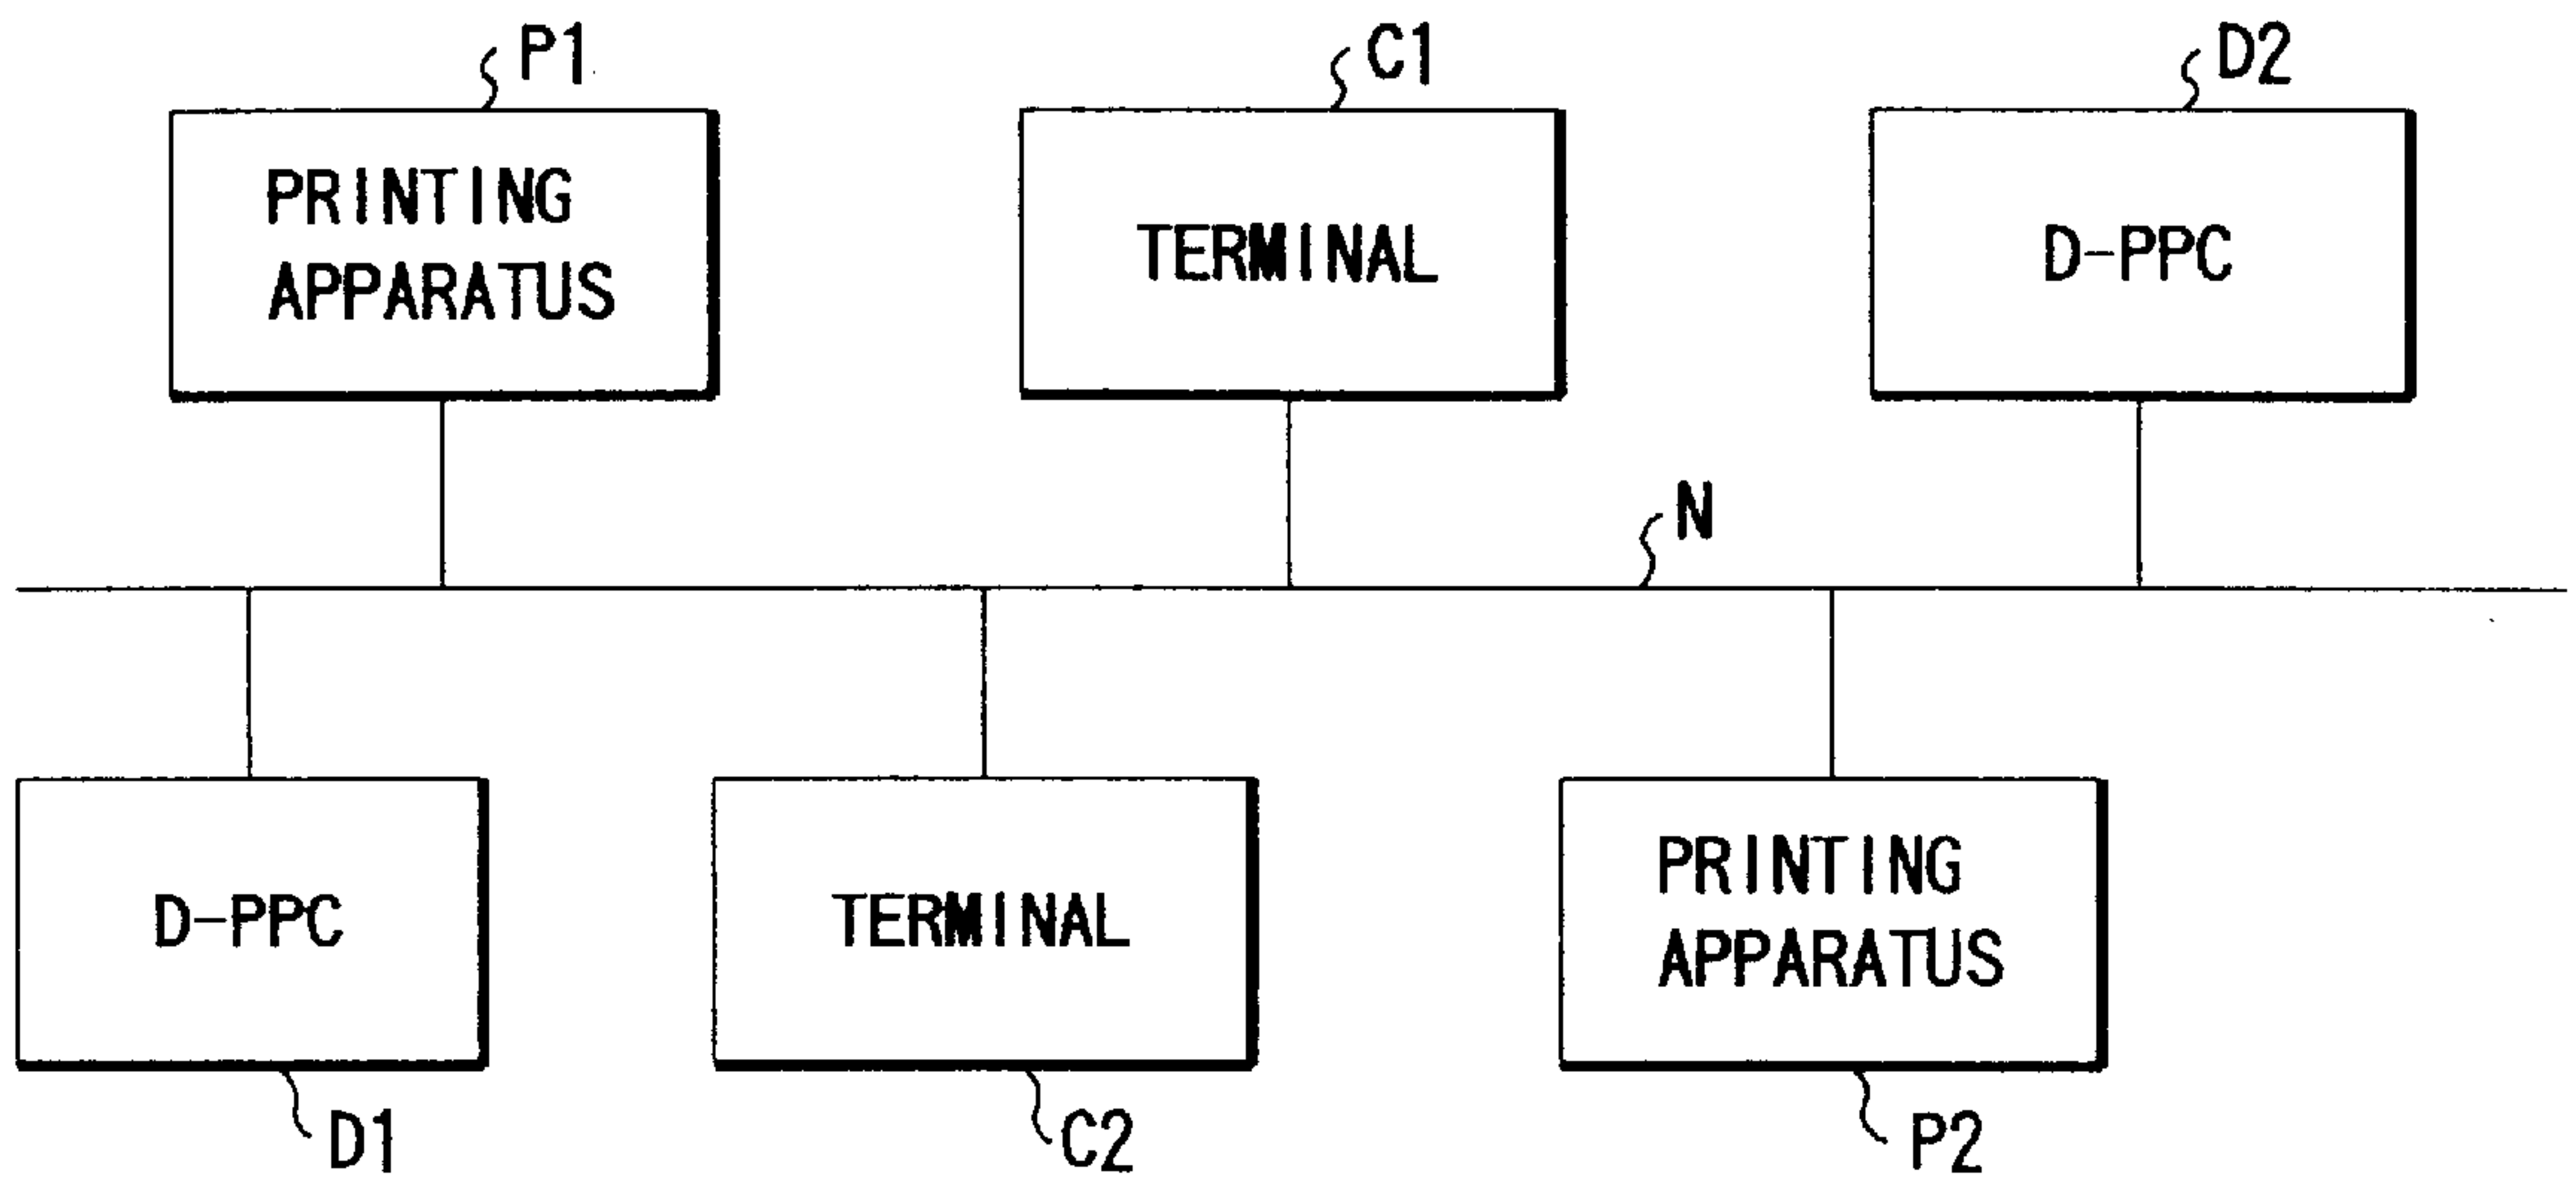 P1
C1
D2
PRINTING
APPARATUS
TERMINAL
D-PPC
N
D-PPC
TERMINAL
PRINTING
APPARATUS
D1
C2
P2